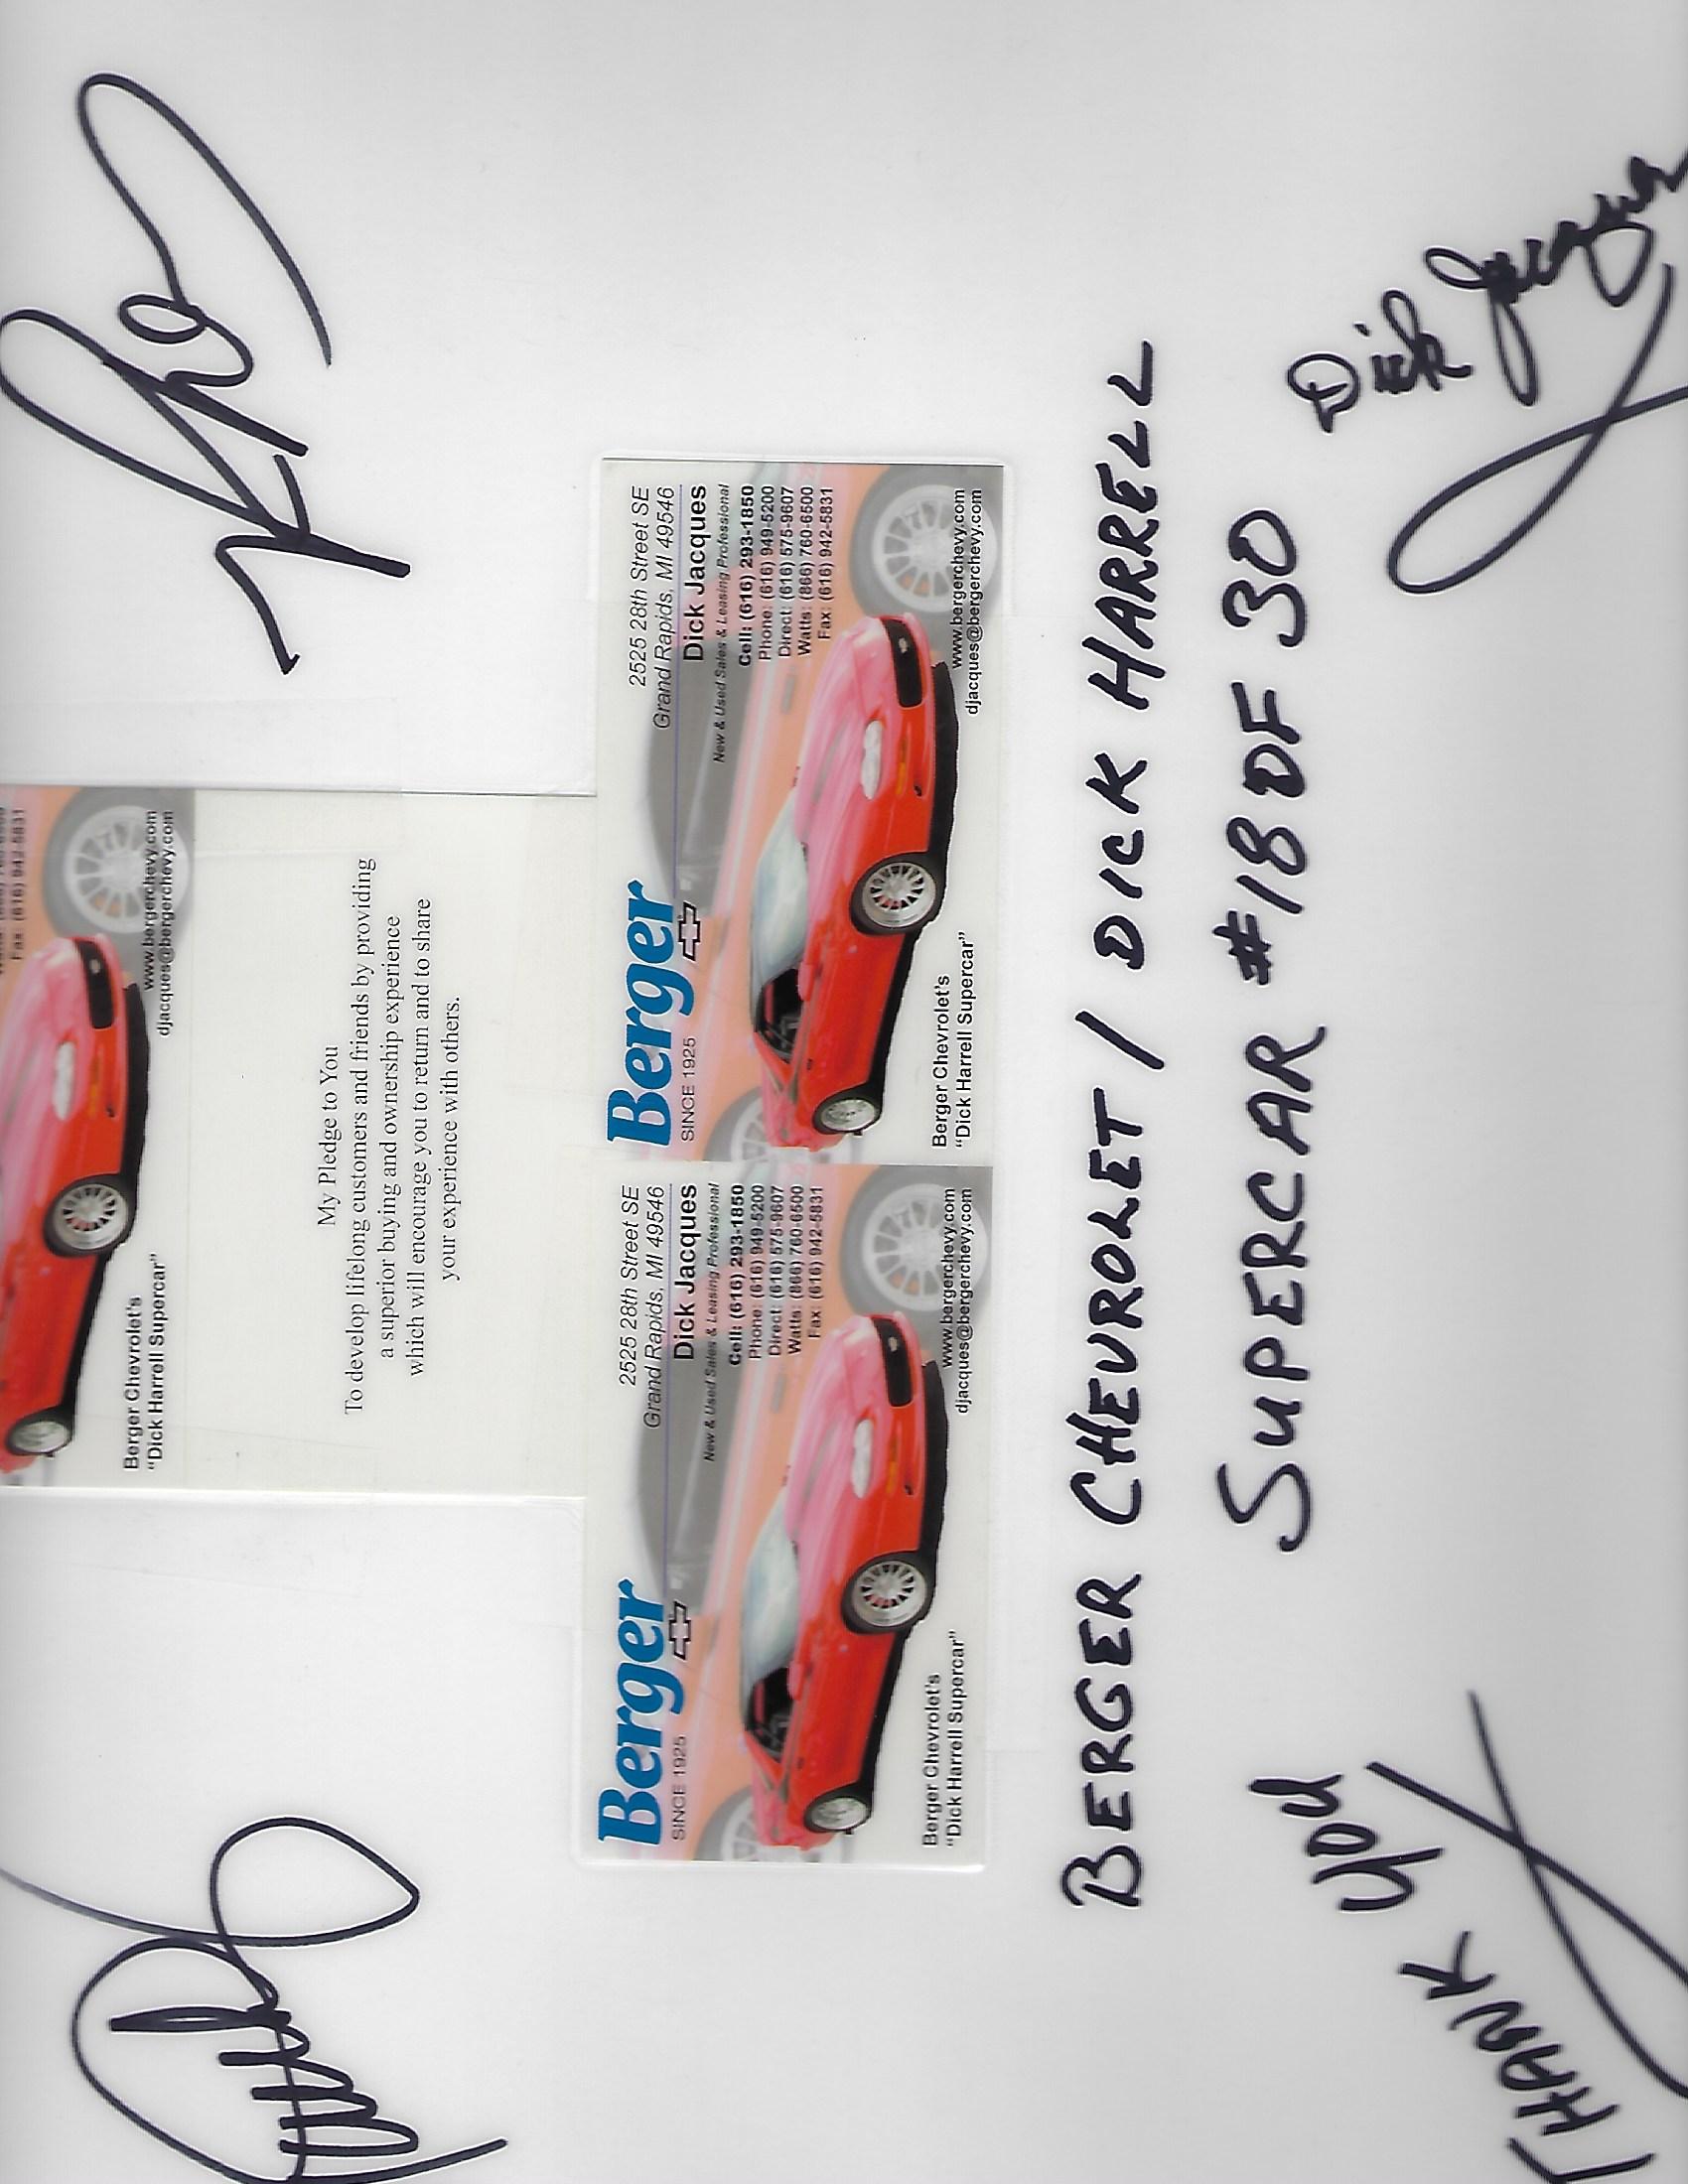 Fax: (616) 942-5831
www.bergerchevy.com
djacques@bergerchevy.com
Berger Chevrolet's
"Dick Harrell Supercar"
My Pledge to You
To develop lifelong customers and friends by providing
a superior buying and ownership experience
which will encourage you to return and to share
your experience with others.
Berger
SINCE 1925
2525 28th Street SE
Grand Rapids, MI 49546
Dick Jacques
New & Used Sales & Leasing Professional
Cell: (616) 293-1850
Phone: (616) 949-5200
Direct: (616) 575-9607
Watts: (866) 760-6500
Fax: (616) 942-5831
www.bergerchevy.com
djacques@bergerchevy.com
Berger Chevrolet's
"Dick Harrell Supercar"
Berger
SINCE 1925
2525 28th Street SE
Grand Rapids, MI 49546
Dick Jacques
New & Used Sales & Leasing Professional
Cell: (616) 293-1850
Phone: (616) 949-5200
Direct: (616) 575-9607
Watts: (866) 760-6500
Fax: (616) 942-5831
www.bergerchevy.com
djacques@bergerchevy.com
Berger Chevrolet's
"Dick Harrell Supercar"
BERGER CHEVROLET / DICK HARRELL
SUPERCAR #18 OF 30
THANK YOU
Dick Jacques